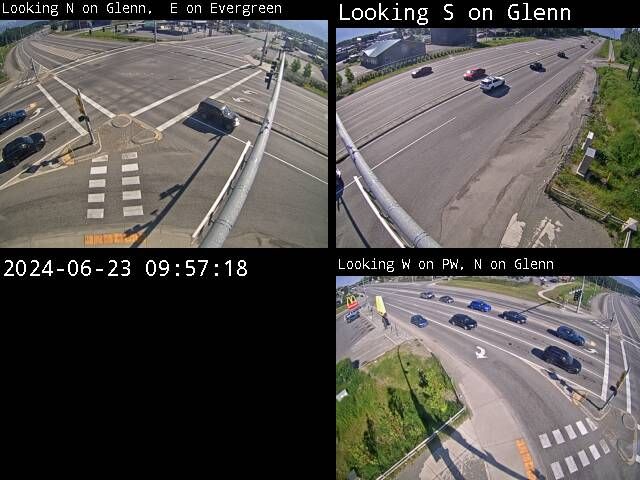 Looking N on Glenn, E on Evergreen
Looking S on Glenn
2024-06-23 09:57:18
Looking W on PW, N on Glenn